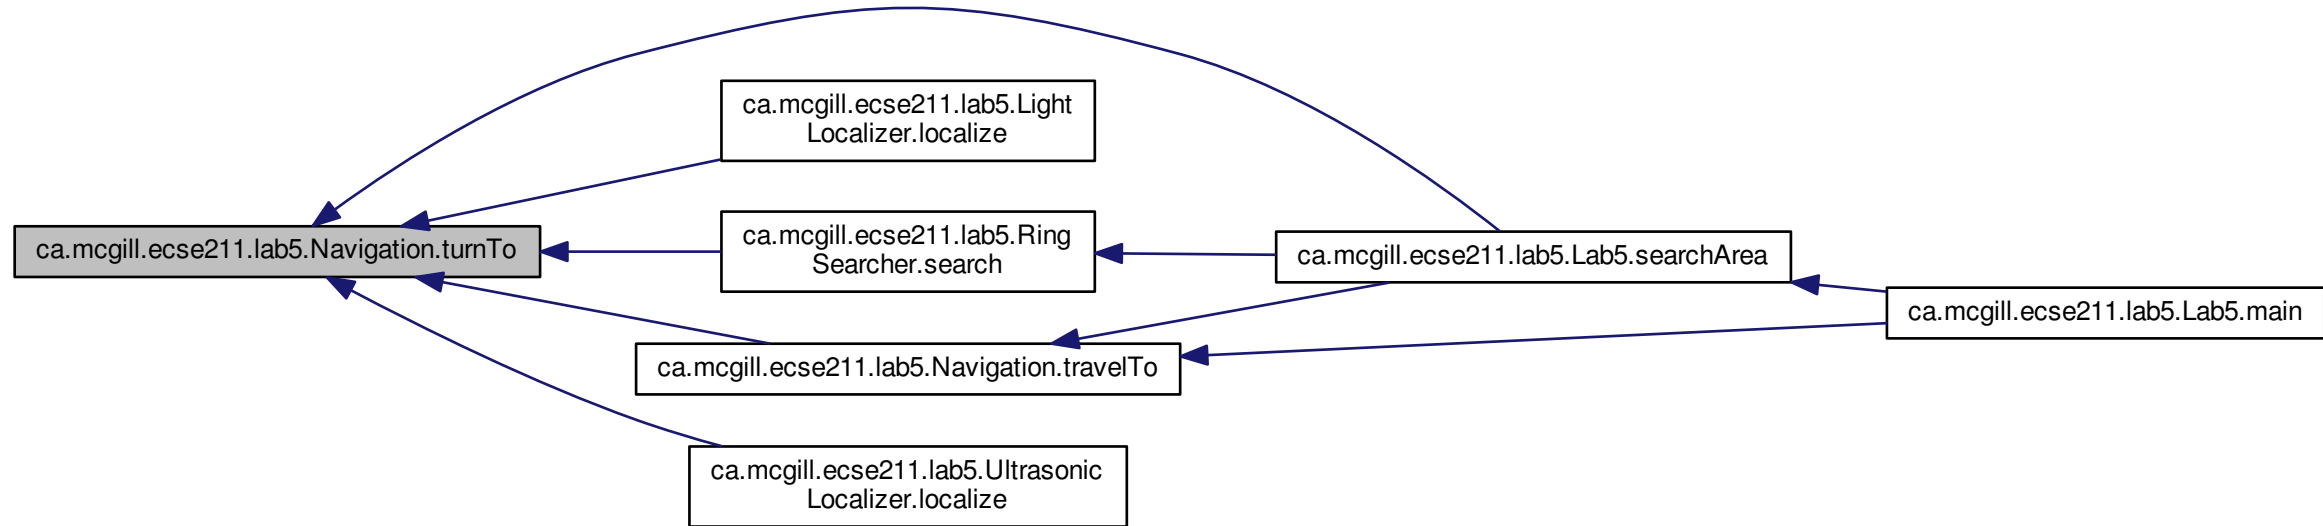 ca.mcgill.ecse211.lab5.Light
Localizer.localize
ca.mcgill.ecse211.lab5.Navigation.turnTo
ca.mcgill.ecse211.lab5.Ring
Searcher.search
ca.mcgill.ecse211.lab5.Lab5.searchArea
ca.mcgill.ecse211.lab5.Lab5.main
ca.mcgill.ecse211.lab5.Navigation.travelTo
ca.mcgill.ecse211.lab5.Ultrasonic
Localizer.localize